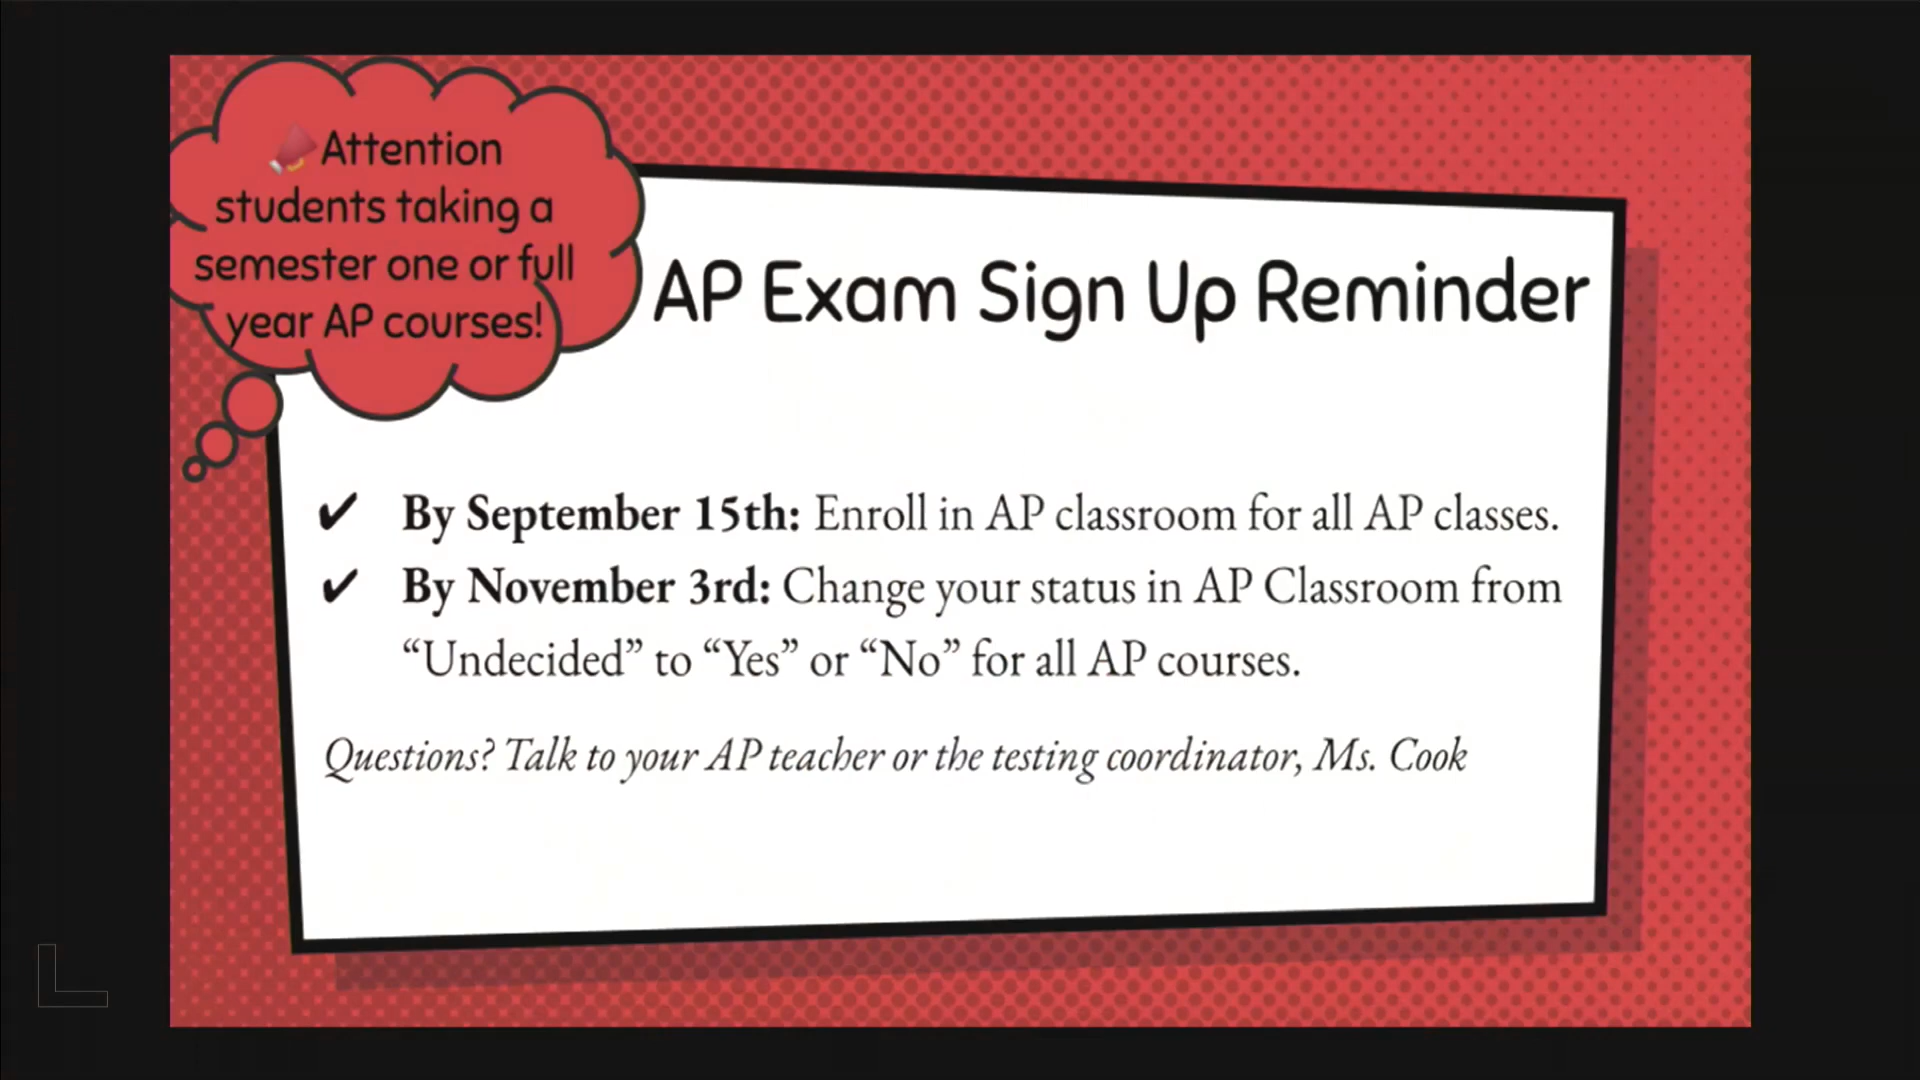 📣Attention
students taking a
semester one or full
year AP courses!
AP Exam Sign Up Reminder
✔ By September 15th: Enroll in AP classroom for all AP classes.
✔ By November 3rd: Change your status in AP Classroom from
“Undecided” to “Yes” or “No” for all AP courses.
Questions? Talk to your AP teacher or the testing coordinator, Ms. Cook